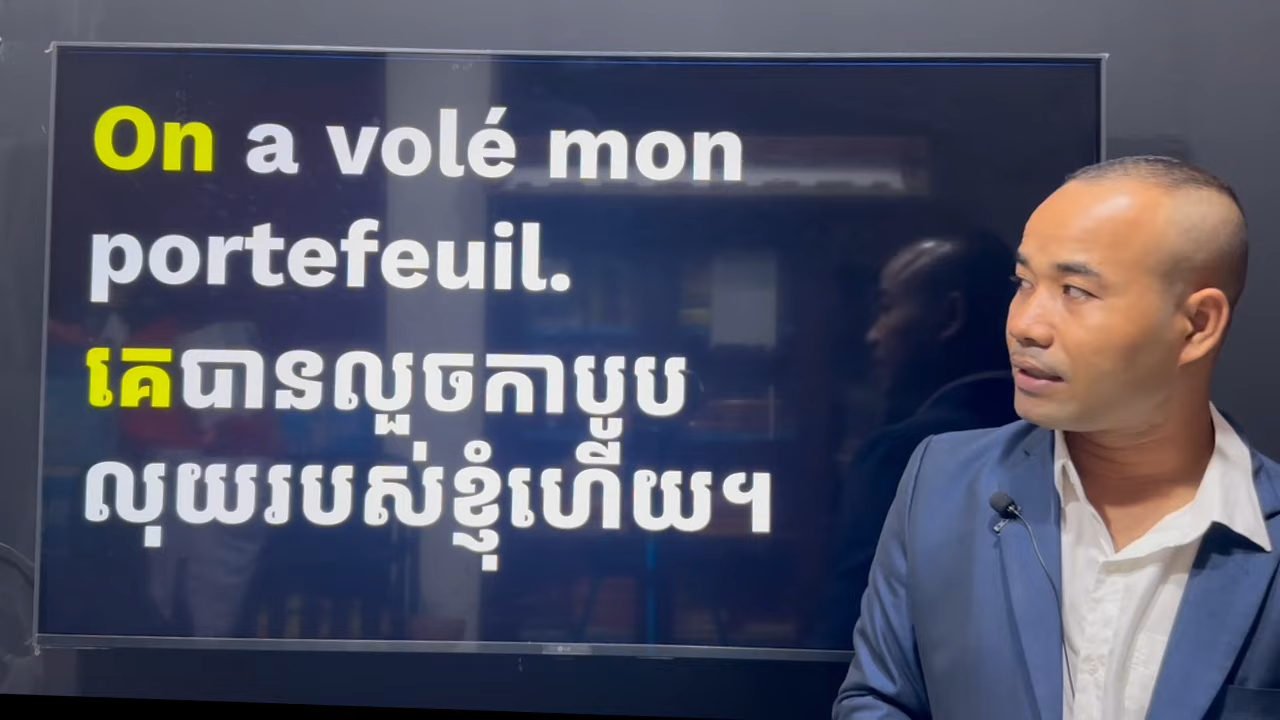 On a volé mon
portefeuil.
គេបានលួចកាបូប
លុយរបស់ខ្ញុំហើយ។
LG